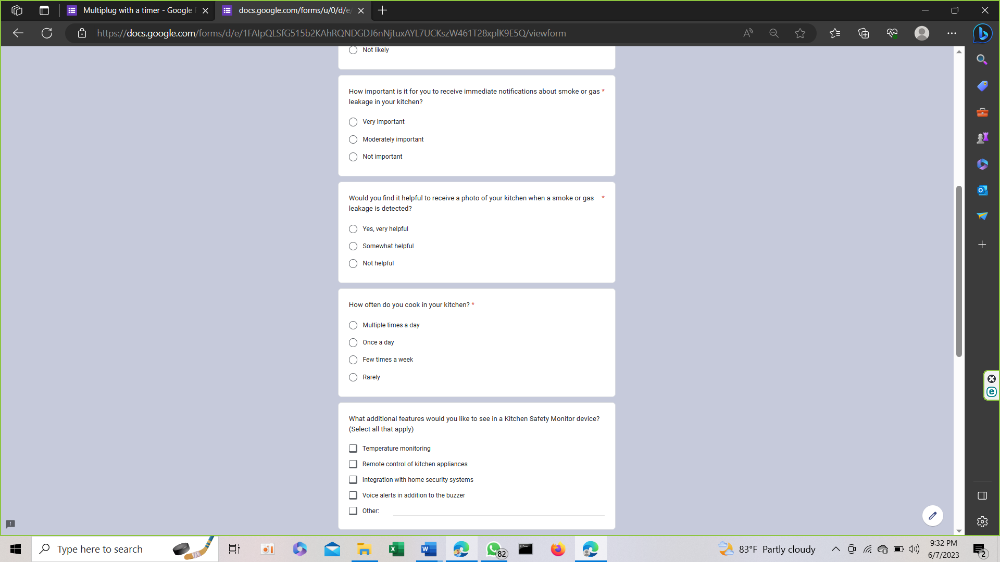 Multiplug with a timer - Google F
docs.google.com/forms/u/0/d/e/
https://docs.google.com/forms/d/e/1FAIpQLSfG515b2KAhRQNDGDJ6nNjtuxAYL7UCKszW461T28xplK9E5Q/viewform
Not likely
How important is it for you to receive immediate notifications about smoke or gas *
leakage in your kitchen?
Very important
Moderately important
Not important
Would you find it helpful to receive a photo of your kitchen when a smoke or gas *
leakage is detected?
Yes, very helpful
Somewhat helpful
Not helpful
How often do you cook in your kitchen? *
Multiple times a day
Once a day
Few times a week
Rarely
What additional features would you like to see in a Kitchen Safety Monitor device?
(Select all that apply)
Temperature monitoring
Remote control of kitchen appliances
Integration with home security systems
Voice alerts in addition to the buzzer
Other:
Type here to search
82
83°F Partly cloudy
9:32 PM
6/7/2023
2